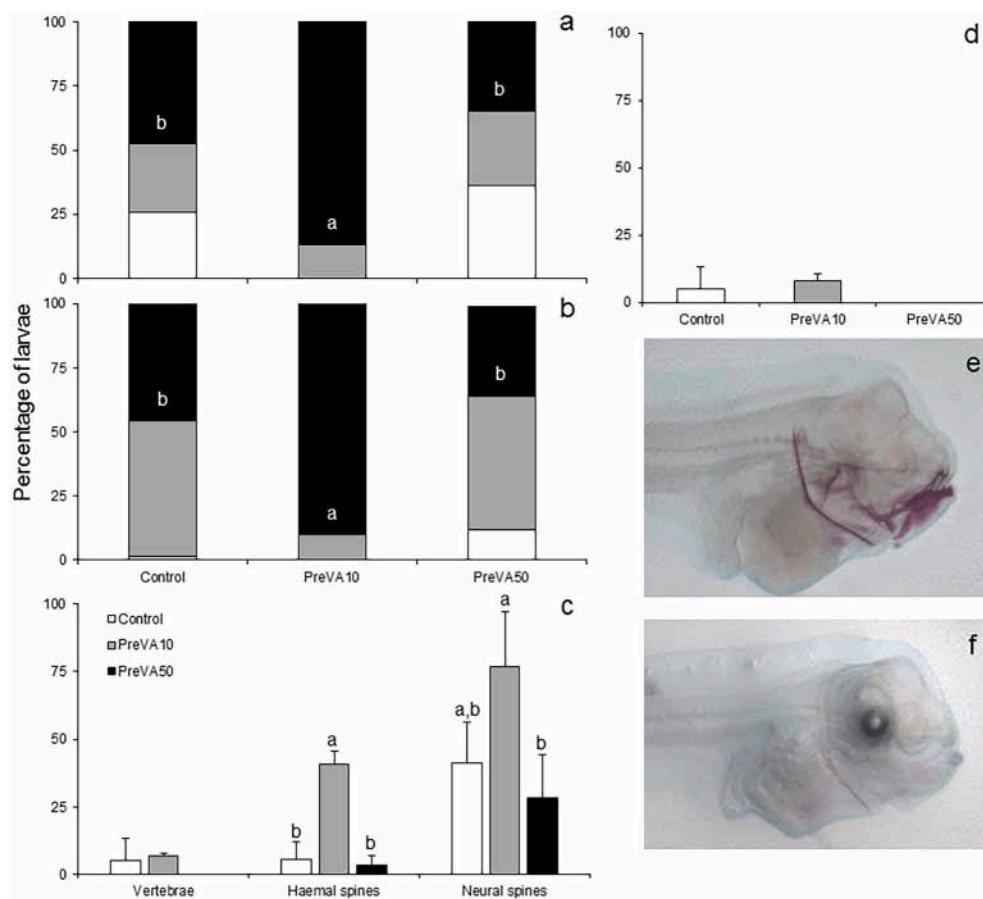 100
75
50
25
0
b
a
b
a
Percentage of larvae
100
75
50
25
0
b
a
b
b
Control
PreVA10
PreVA50
100
75
50
25
0
Control
PreVA10
PreVA50
b
a
b
a,b
a
b
c
Vertebrae
Haemal spines
Neural spines
100
75
50
25
0
d
Control
PreVA10
PreVA50
e
f